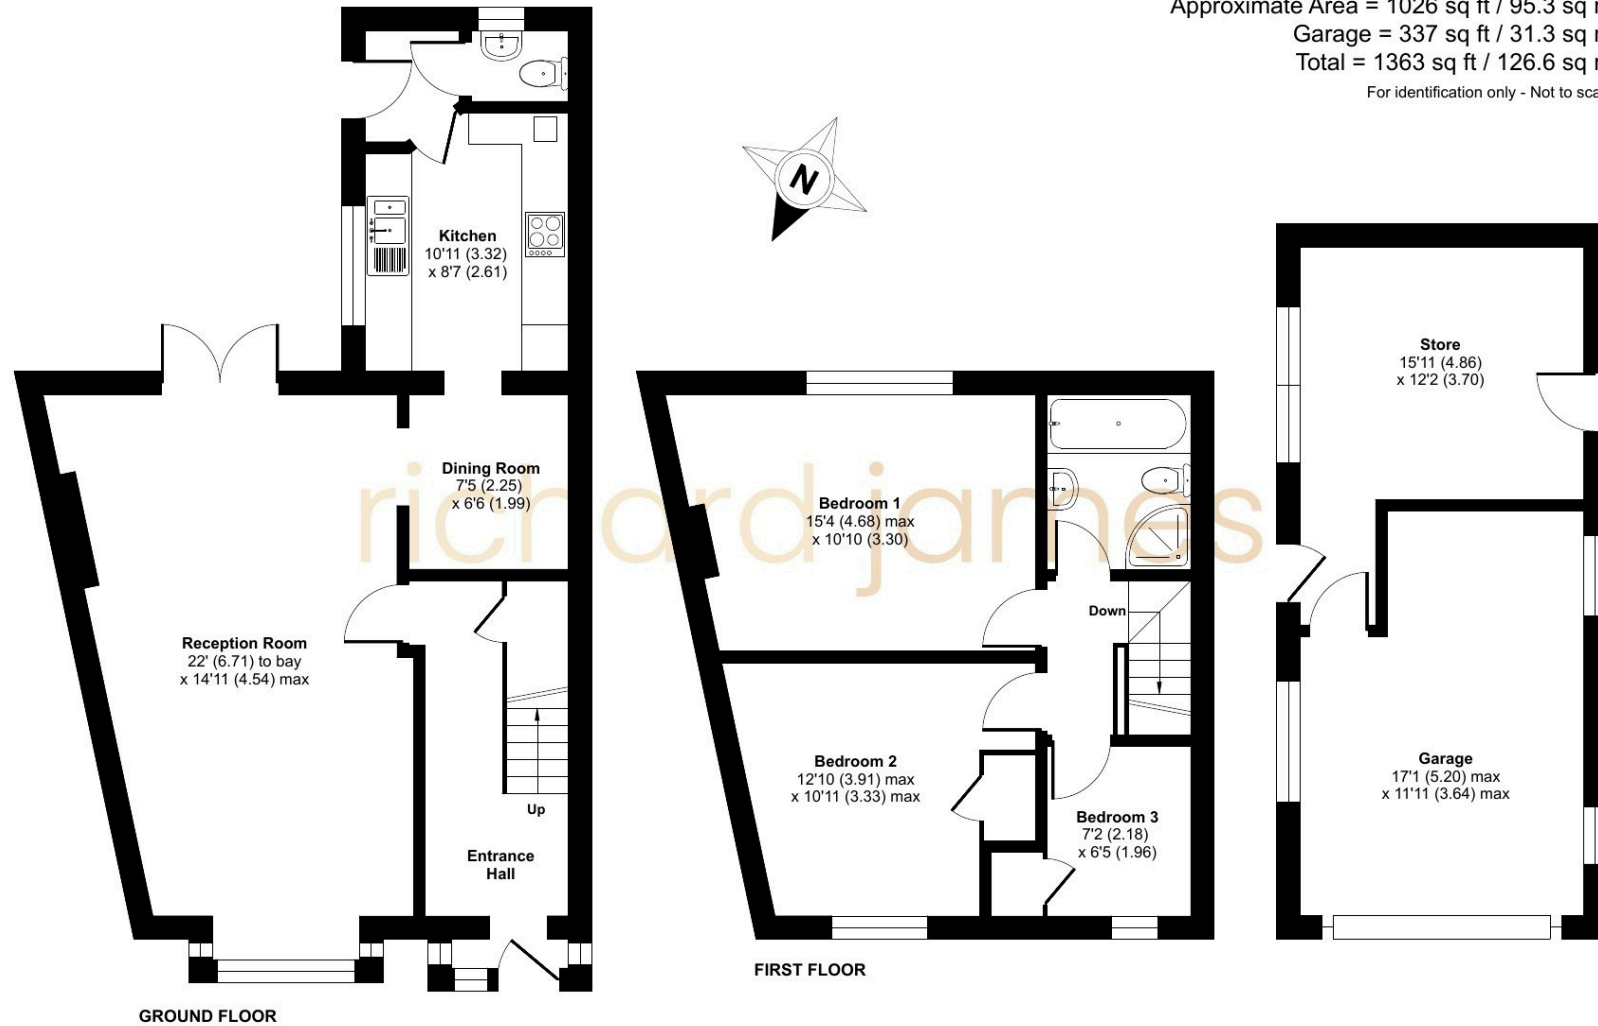 Approximate Area = 1026 sq ft / 95.3 sq
Garage = 337 sq ft / 31.3 sq
Total = 1363 sq ft / 126.6 sq
For identification only - Not to
N
Kitchen
10'11 (3.32)
x 8'7 (2.61)
Store
15'11 (4.86)
x 12'2 (3.70)
Dining Room
7'5 (2.25)
x 6'6 (1.99)
Bedroom 1
15'4 (4.68) max
x 10'10 (3.30)
richard james
Down
Reception Room
22' (6.71) to bay
x 14'11 (4.54) max
Bedroom 2
12'10 (3.91) max
x 10'11 (3.33) max
Garage
17'1 (5.20) max
x 11'11 (3.64) max
Up
Bedroom 3
7'2 (2.18)
x 6'5 (1.96)
Entrance
Hall
FIRST FLOOR
GROUND FLOOR